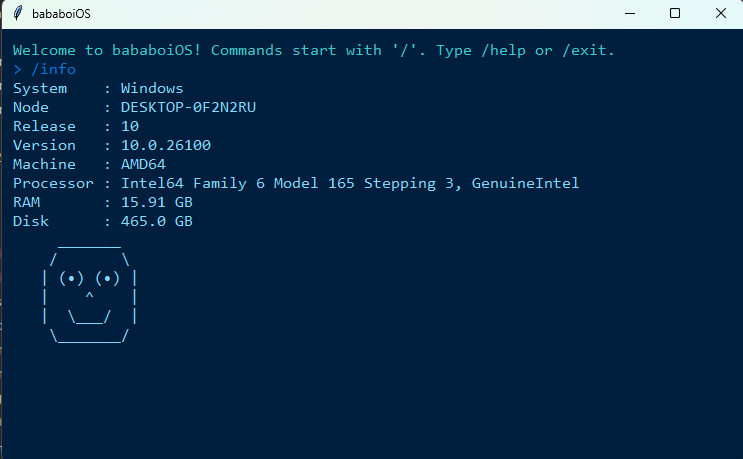 bababoiOS
Welcome to bababoiOS! Commands start with '/'. Type /help or /exit.
> /info
System    : Windows
Node      : DESKTOP-0F2N2RU
Release   : 10
Version   : 10.0.26100
Machine   : AMD64
Processor : Intel64 Family 6 Model 165 Stepping 3, GenuineIntel
RAM       : 15.91 GB
Disk      : 465.0 GB
     _______
    /       \
   | (•) (•) |
   |    ^    |
   |  \___/  |
    \_______/